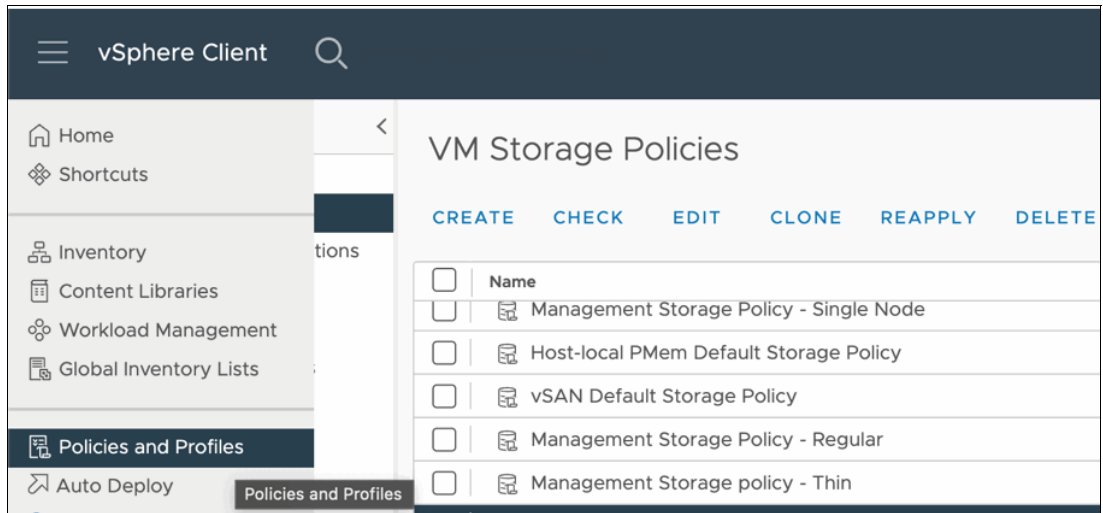 vSphere Client
Home
Shortcuts
Inventory
Content Libraries
Workload Management
Global Inventory Lists
Policies and Profiles
Auto Deploy
Policies and Profiles
tions
VM Storage Policies
CREATE CHECK EDIT CLONE REAPPLY DELETE
Name
Management Storage Policy - Single Node
Host-local PMem Default Storage Policy
vSAN Default Storage Policy
Management Storage Policy - Regular
Management Storage policy - Thin